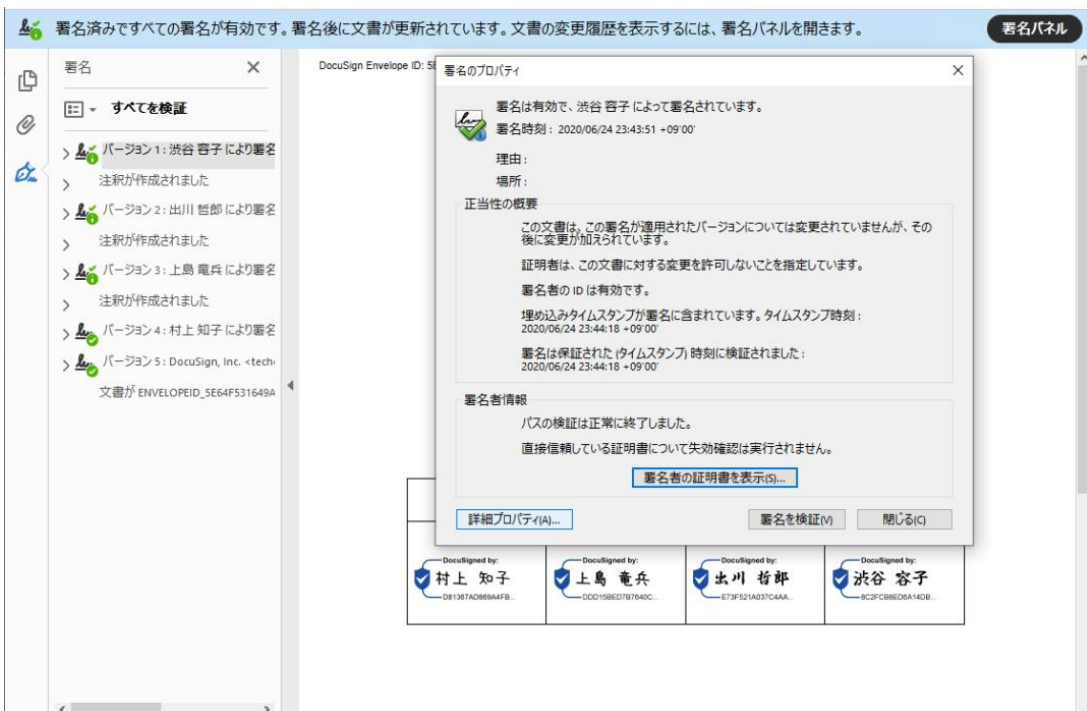 署名済みですべての署名が有効です。署名後に文書が更新されています。文書の変更履歴を表示するには、署名パネルを開きます。
署名パネル
署名
すべてを検証
バージョン 1 : 渋谷 容子 により署名
注釈が作成されました
バージョン 2 : 出川 哲郎 により署名
注釈が作成されました
バージョン 3 : 上島 竜兵 により署名
注釈が作成されました
バージョン 4 : 村上 知子 により署名
バージョン 5 : DocuSign, Inc. <tech
文書が ENVELOPEID_5E64F531649A
DocuSign Envelope ID: 5E
署名のプロパティ
署名は有効で、渋谷 容子 によって署名されています。
署名時刻 : 2020/06/24 23:43:51 +09'00'
理由 :
場所 :
正当性の概要
この文書は、この署名が適用されたバージョンについては変更されていませんが、その
後に変更が加えられています。
証明者は、この文書に対する変更を許可しないことを指定しています。
署名者の ID は有効です。
埋め込みタイムスタンプが署名に含まれています。タイムスタンプ時刻 :
2020/06/24 23:44:18 +09'00'
署名は保証された (タイムスタンプ) 時刻に検証されました :
2020/06/24 23:44:18 +09'00'
署名者情報
パスの検証は正常に終了しました。
直接信頼している証明書について失効確認は実行されません。
署名者の証明書を表示(S)...
詳細プロパティ(A)...
署名を検証(V)
閉じる(C)
DocuSigned by:
村上 知子
D81367AD869A4FB...
DocuSigned by:
上島 竜兵
DDD15BED7B7640C...
DocuSigned by:
出川 哲郎
E73F521A037C4AA...
DocuSigned by:
渋谷 容子
8C2FCB8ED6A14DB...